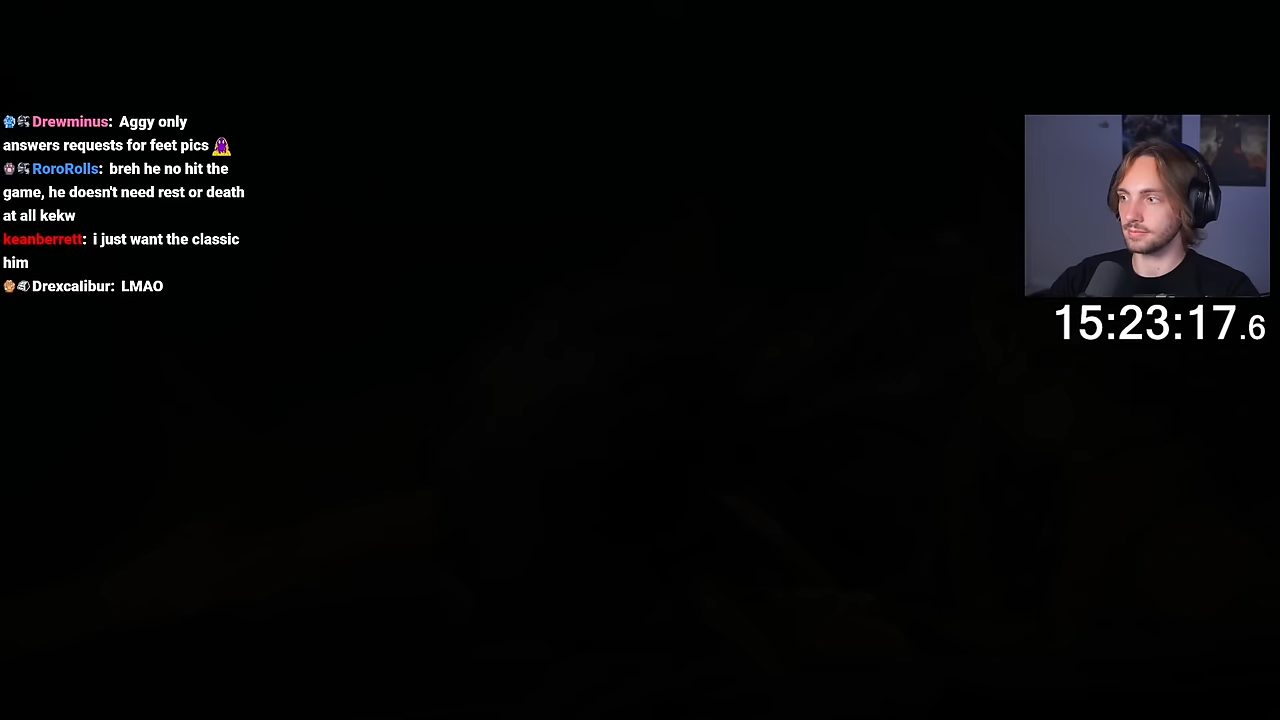 Drewminus: Aggy only
answers requests for feet pics
RoroRolls: breh he no hit the
game, he doesn't need rest or death
at all kekw
keanberrett: i just want the classic
him
Drexcalibur: LMAO
15:23:17.6